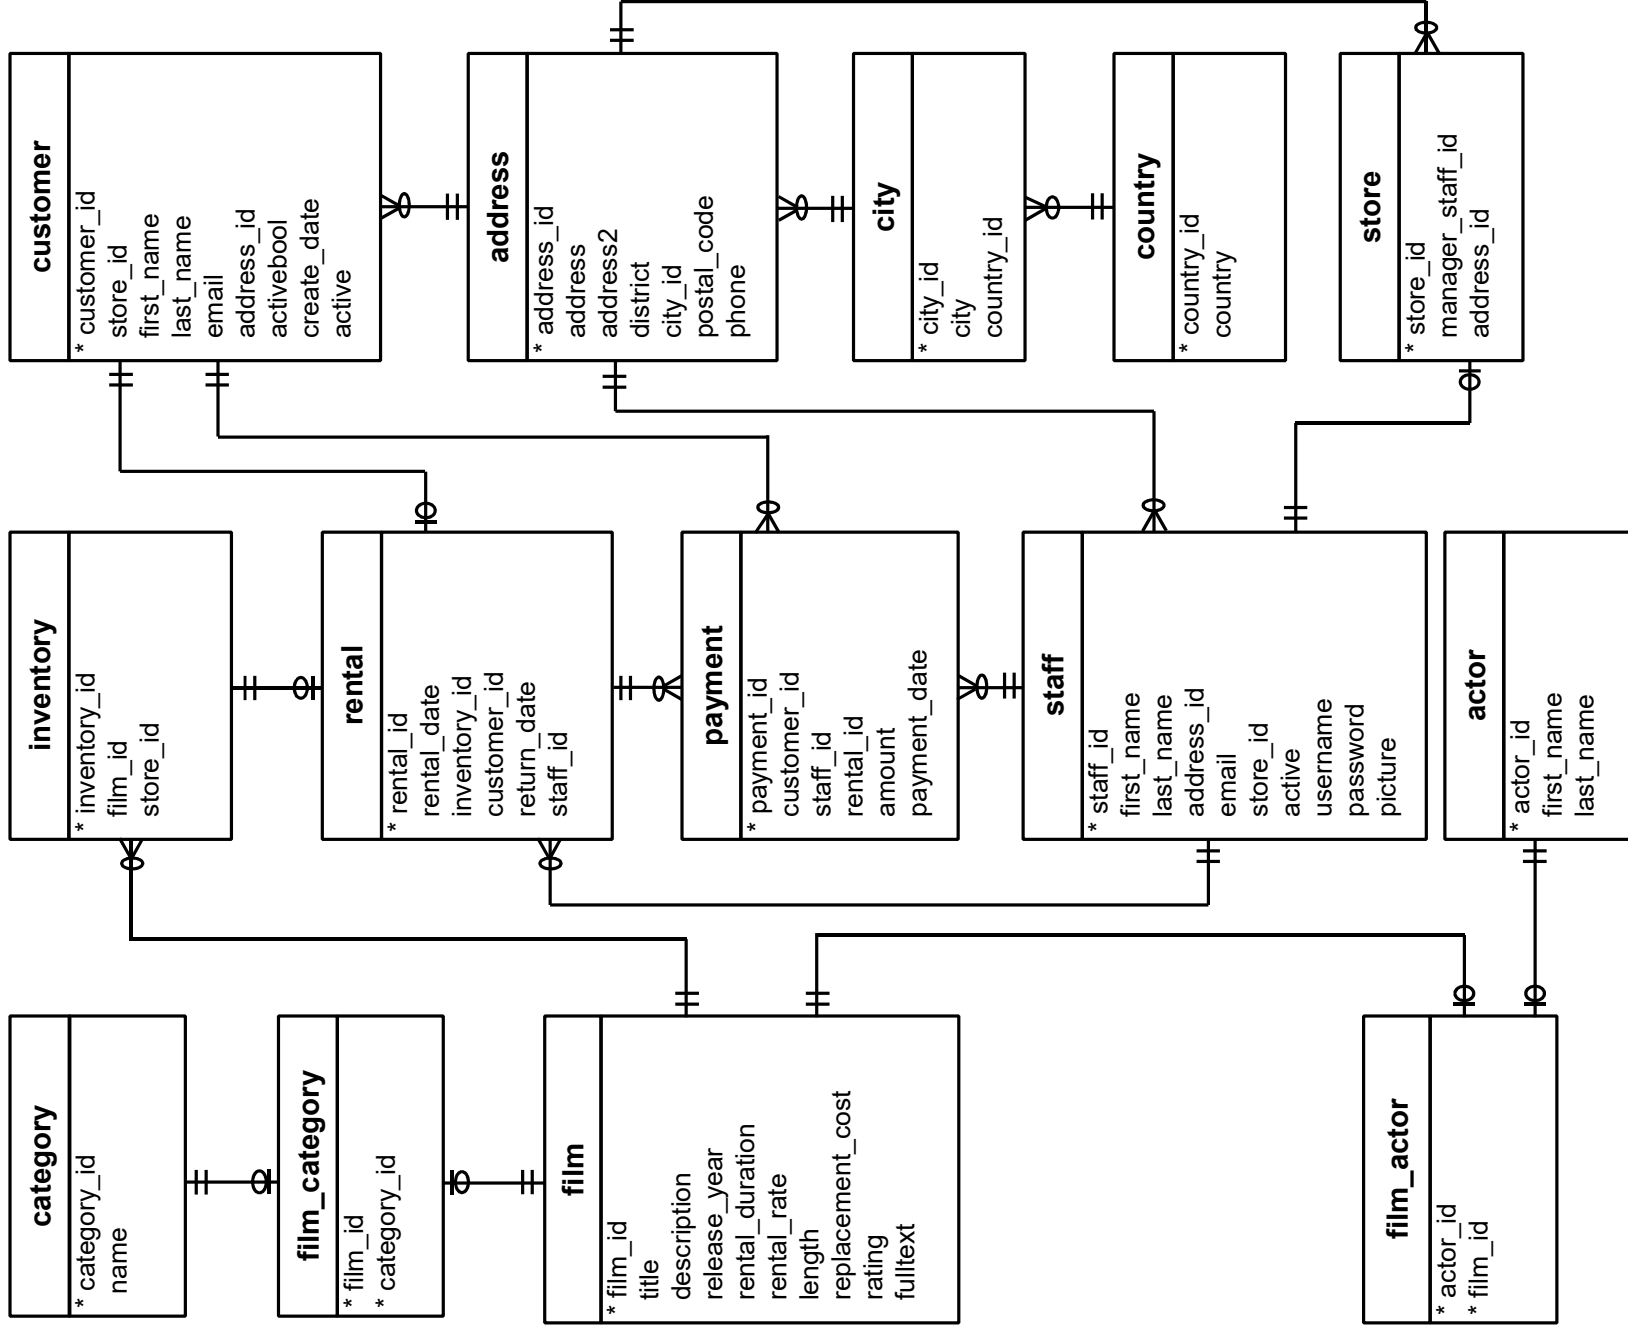 category
* category_id
name
film_category
* film_id
* category_id
film
* film_id
title
description
release_year
rental_duration
rental_rate
length
replacement_cost
rating
fulltext
film_actor
* actor_id
* film_id
inventory
* inventory_id
film_id
store_id
rental
* rental_id
rental_date
inventory_id
customer_id
return_date
staff_id
payment
* payment_id
customer_id
staff_id
rental_id
amount
payment_date
staff
* staff_id
first_name
last_name
address_id
email
store_id
active
username
password
picture
actor
* actor_id
first_name
last_name
customer
* customer_id
store_id
first_name
last_name
email
address_id
activebool
create_date
active
address
* address_id
address
address2
district
city_id
postal_code
phone
city
* city_id
city
country_id
country
* country_id
country
store
* store_id
manager_staff_id
address_id